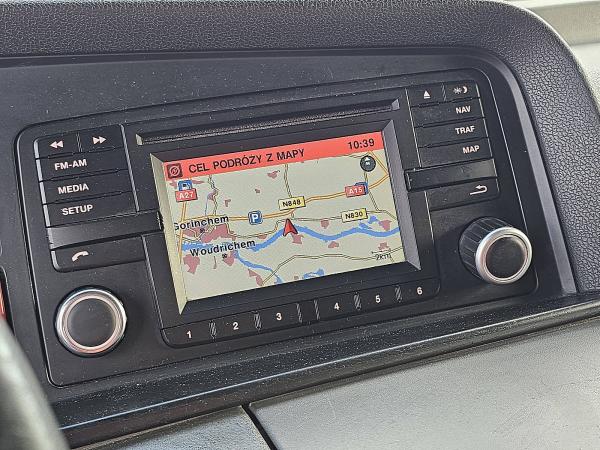 FM-AM
MEDIA
SETUP
CEL PODRÓŻY Z MAPY 10:39
A27
A15
N848
P
N830
Gorinchem
Woudrichem
2km
NAV
TRAF
MAP
1 2 3 4 5 6